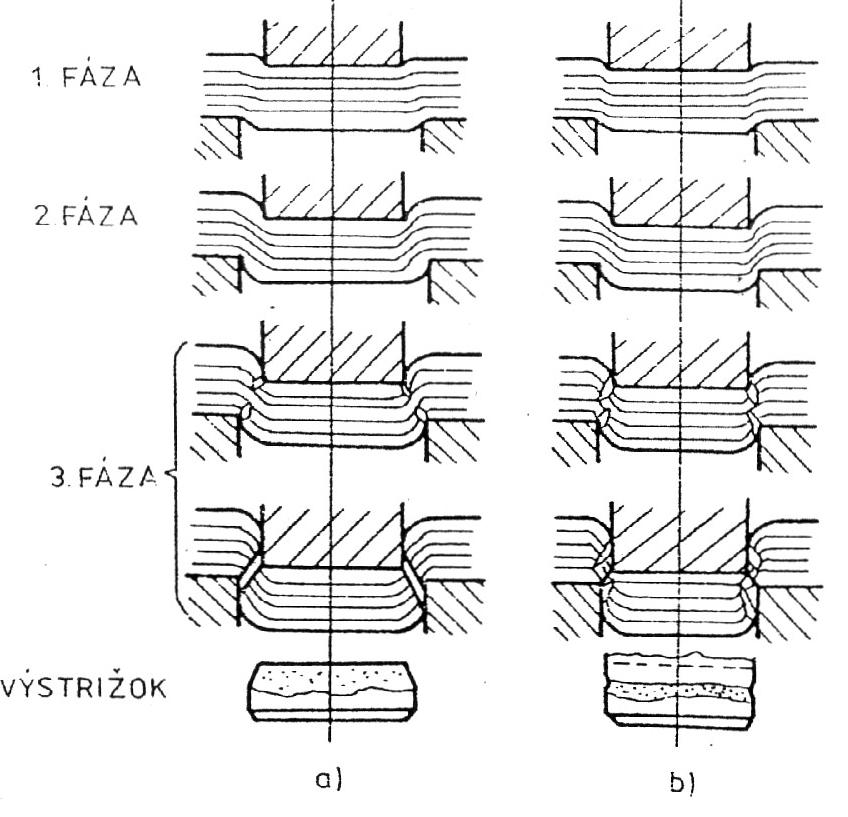 1. FÁZA
2. FÁZA
3. FÁZA
VÝSTRIŽOK
a)
b)